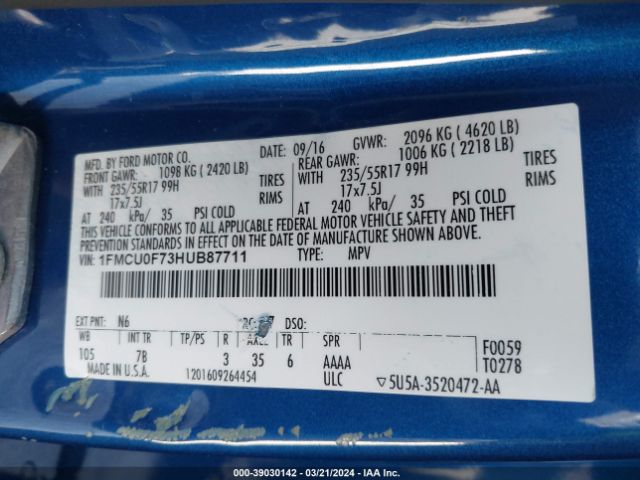 MFD. BY FORD MOTOR CO. DATE: 09/16 GVWR: 2096 KG ( 4620 LB)
FRONT GAWR: 1098 KG ( 2420 LB) REAR GAWR: 1006 KG ( 2218 LB)
WITH 235/55R17 99H TIRES WITH 235/55R17 99H TIRES
17x7.5J RIMS 17x7.5J RIMS
AT 240 kPa/ 35 PSI COLD AT 240 kPa/ 35 PSI COLD
THIS VEHICLE CONFORMS TO ALL APPLICABLE FEDERAL MOTOR VEHICLE SAFETY AND THEFT
PREVENTION STANDARDS IN EFFECT ON THE DATE OF MANUFACTURE SHOWN ABOVE.
VIN: 1FMCU0F73HUB87711 TYPE: MPV
EXT PNT: N6 DSO:
WB INT TR TP/PS R AXLE TR SPR
105 7B 3 35 6 AAAA F0059
MADE IN U.S.A. 1201609264454 ULC T0278
▽5U5A-3520472-AA
000-39030142 - 03/21/2024 - IAA Inc.